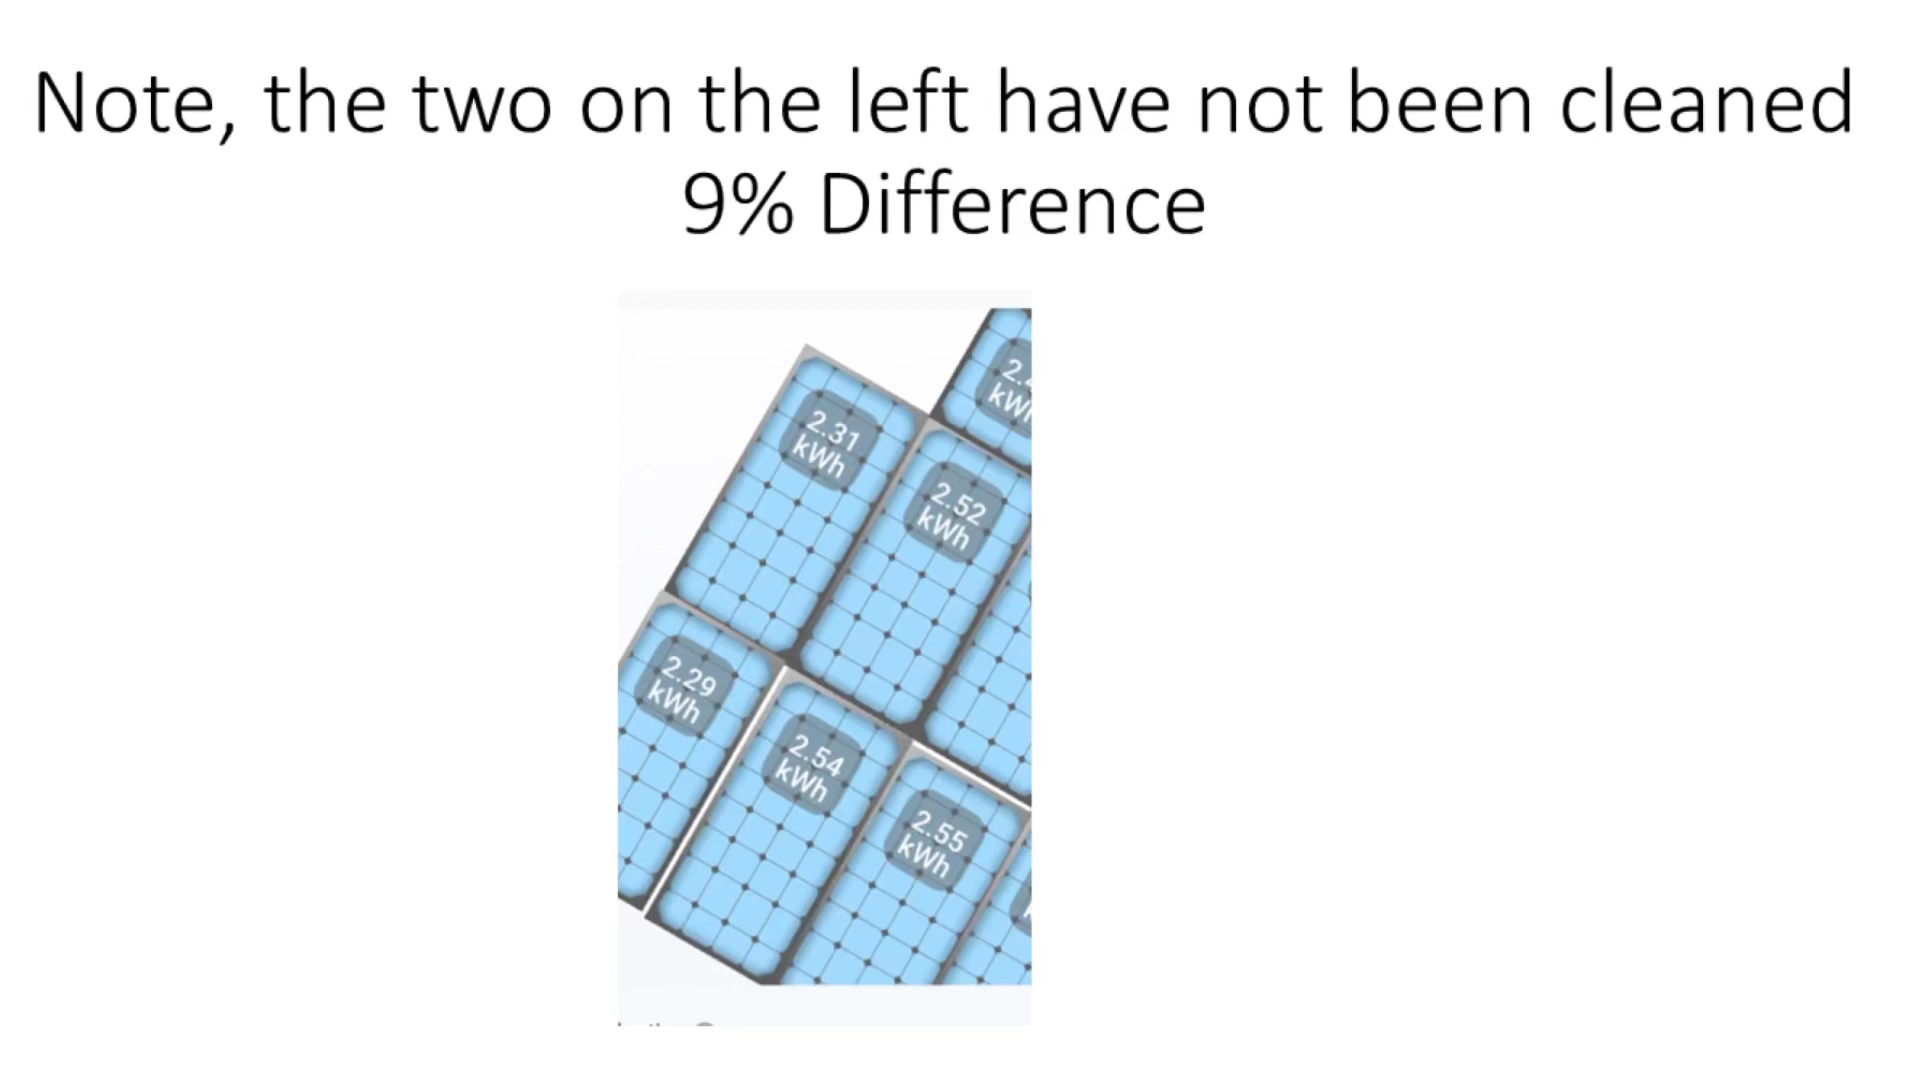 Note, the two on the left have not been cleaned
9% Difference
2.31
kWh
2.52
kWh
2.29
kWh
2.54
kWh
2.55
kWh